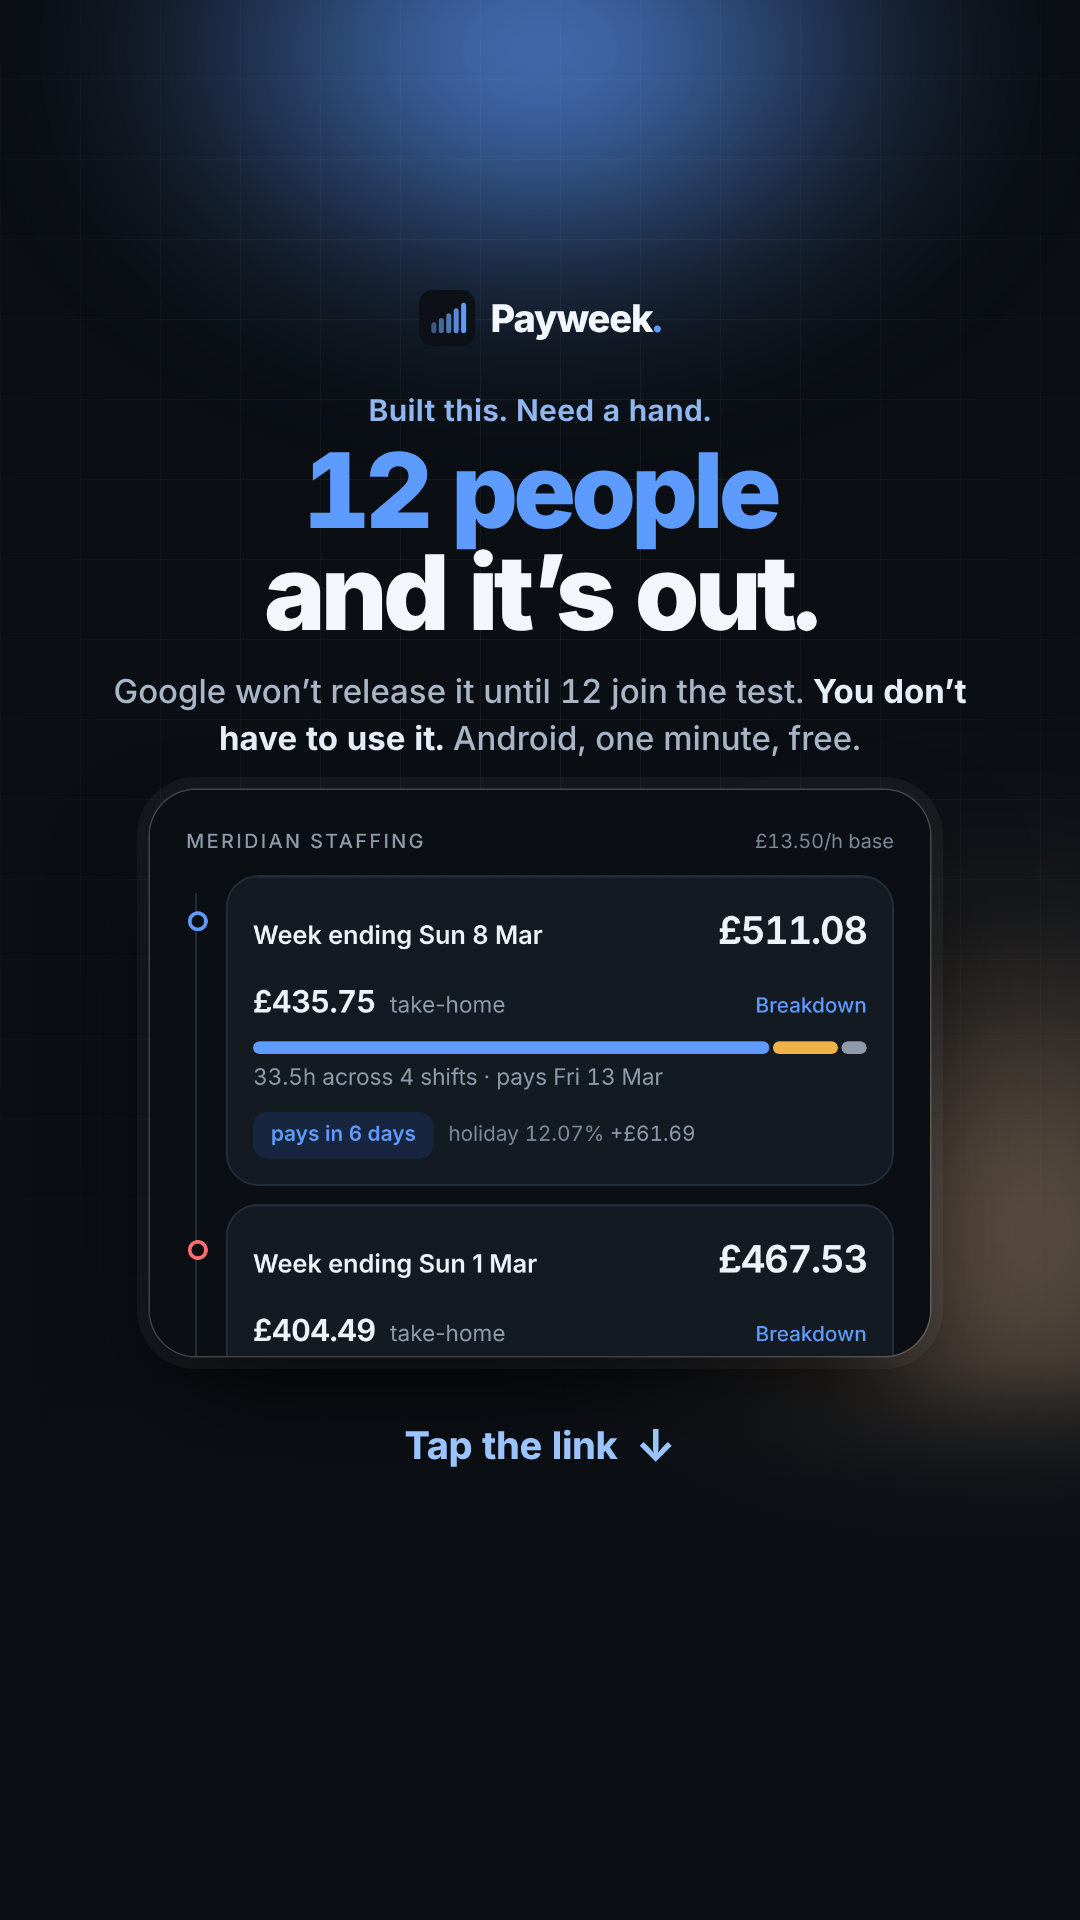 Payweek.
Built this. Need a hand.
12 people
and it’s out.
Google won’t release it until 12 join the test. You don’t
have to use it. Android, one minute, free.
MERIDIAN STAFFING £13.50/h base
Week ending Sun 8 Mar £511.08
£435.75 take-home Breakdown
33.5h across 4 shifts · pays Fri 13 Mar
pays in 6 days holiday 12.07% +£61.69
Week ending Sun 1 Mar £467.53
£404.49 take-home Breakdown
Tap the link ↓